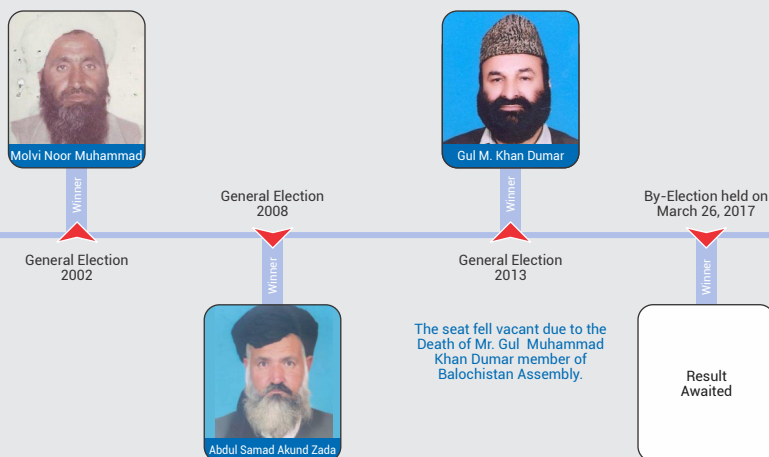 Molvi Noor Muhammad
Winner
General Election
2002
General Election
2008
Winner
Abdul Samad Akund Zada
Gul M. Khan Dumar
Winner
General Election
2013
The seat fell vacant due to the
Death of Mr. Gul Muhammad
Khan Dumar member of
Balochistan Assembly.
By-Election held on
March 26, 2017
Winner
Result
Awaited